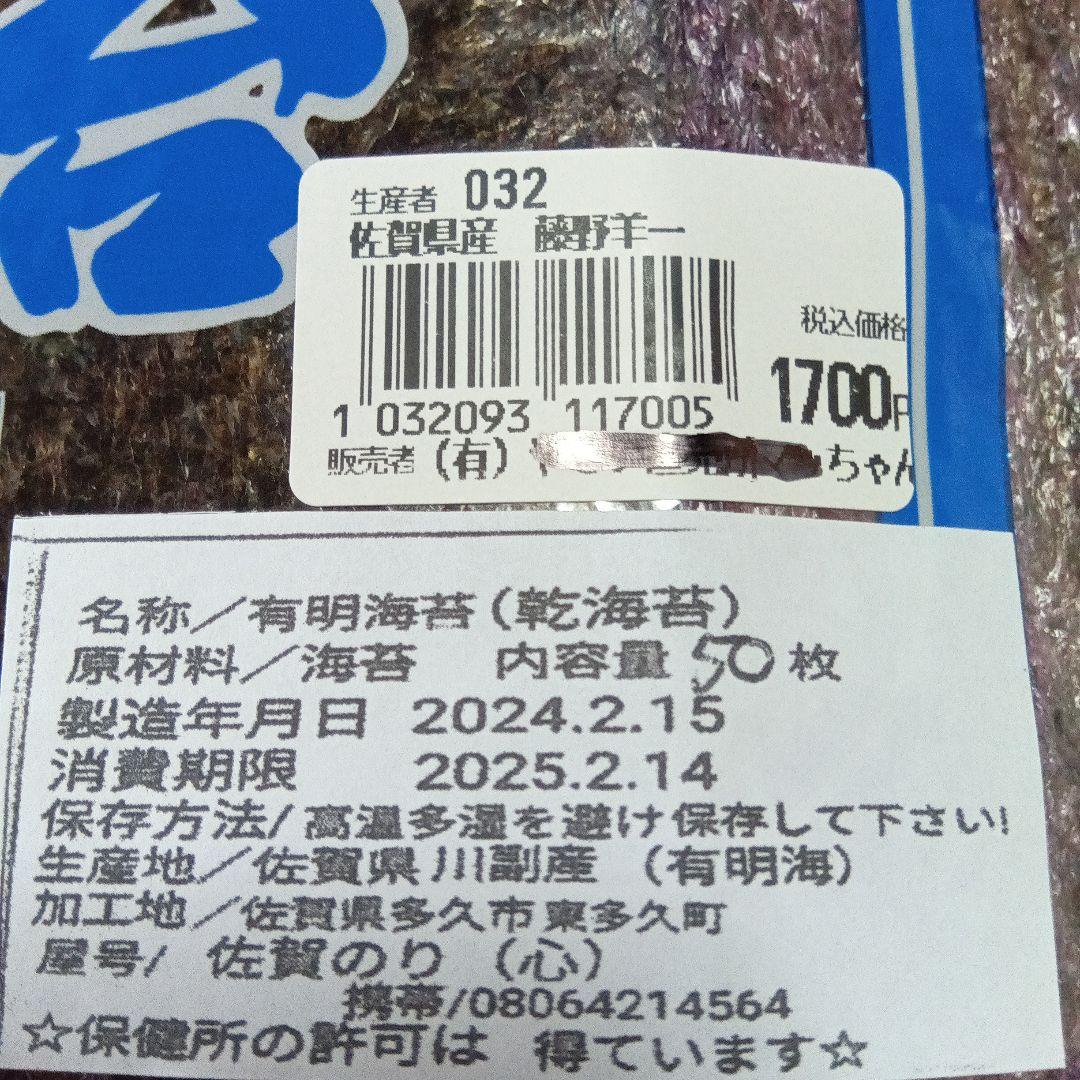 生産者 032
佐賀県産 藤野羊一
1 032093 117005
税込価格
1700円
販売者 (有) ちゃん
名称/有明海苔(乾海苔)
原材料/海苔 内容量 50枚
製造年月日 2024.2.15
消費期限 2025.2.14
保存方法/高温多湿を避け保存して下さい!
生産地/佐賀県川副産 (有明海)
加工地/佐賀県多久市東多久町
屋号/ 佐賀のり (心)
携帯/08064214564
☆保健所の許可は 得ています☆